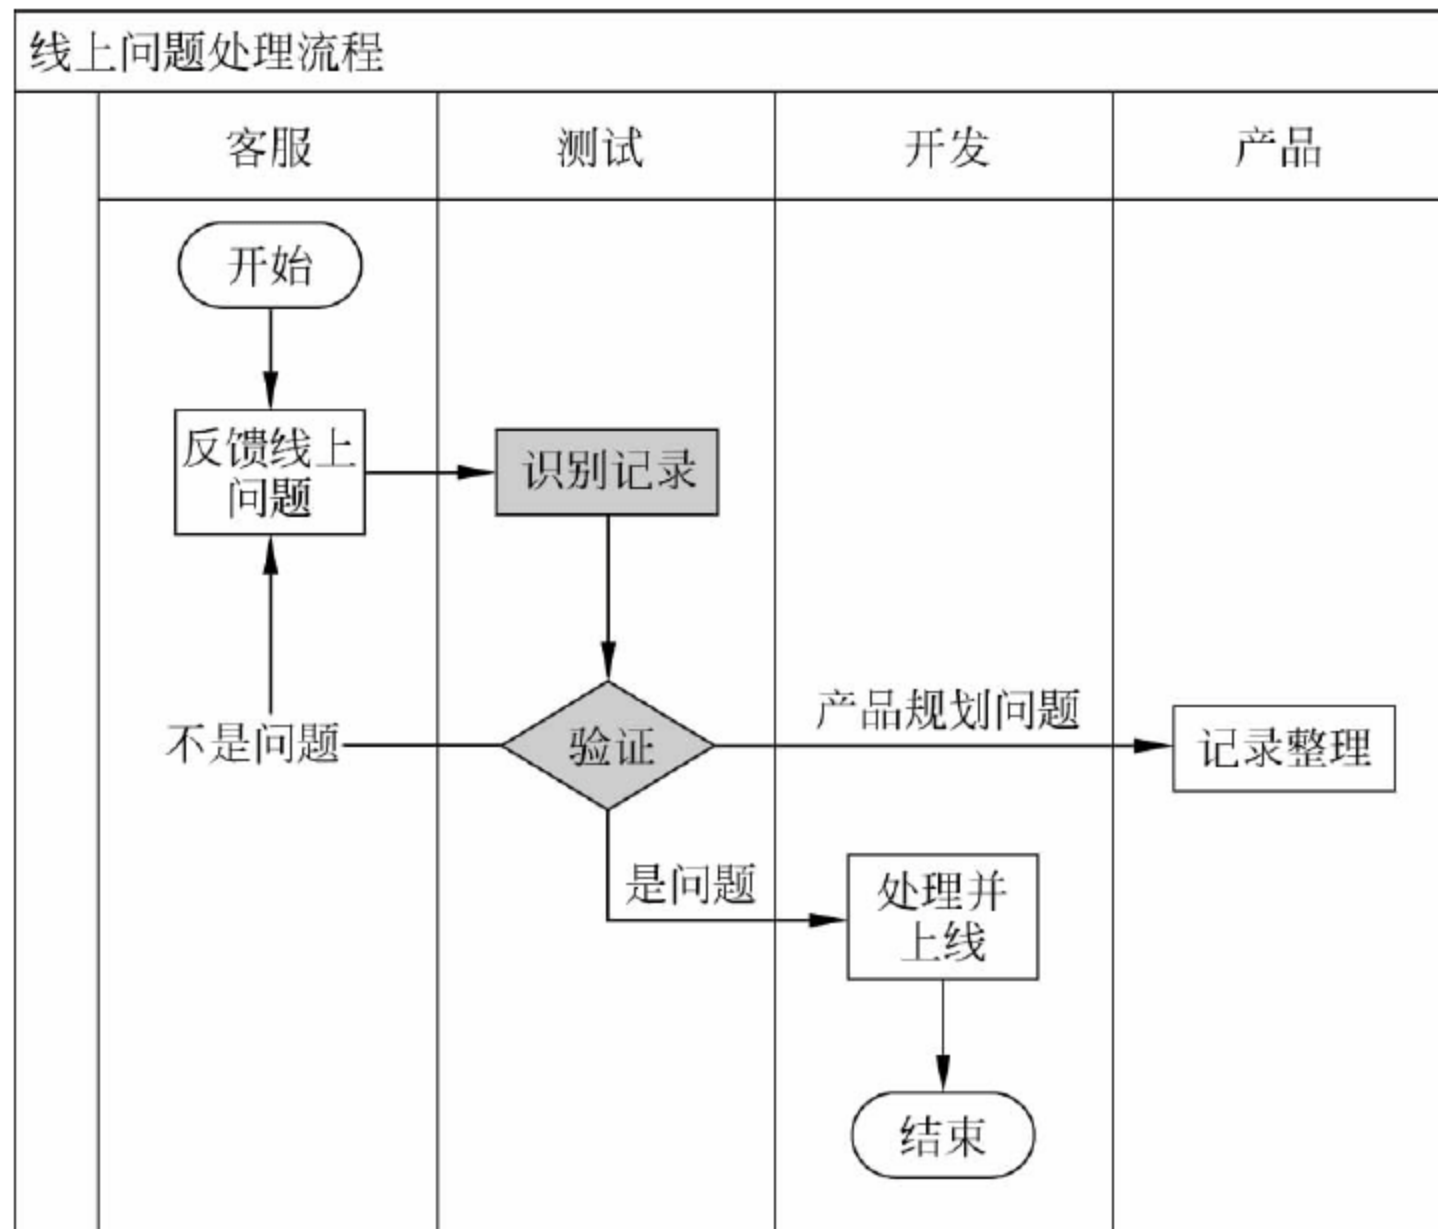 线上问题处理流程
客服
测试
开发
产品
开始
反馈线上
问题
识别记录
不是问题
验证
产品规划问题
记录整理
是问题
处理并
上线
结束